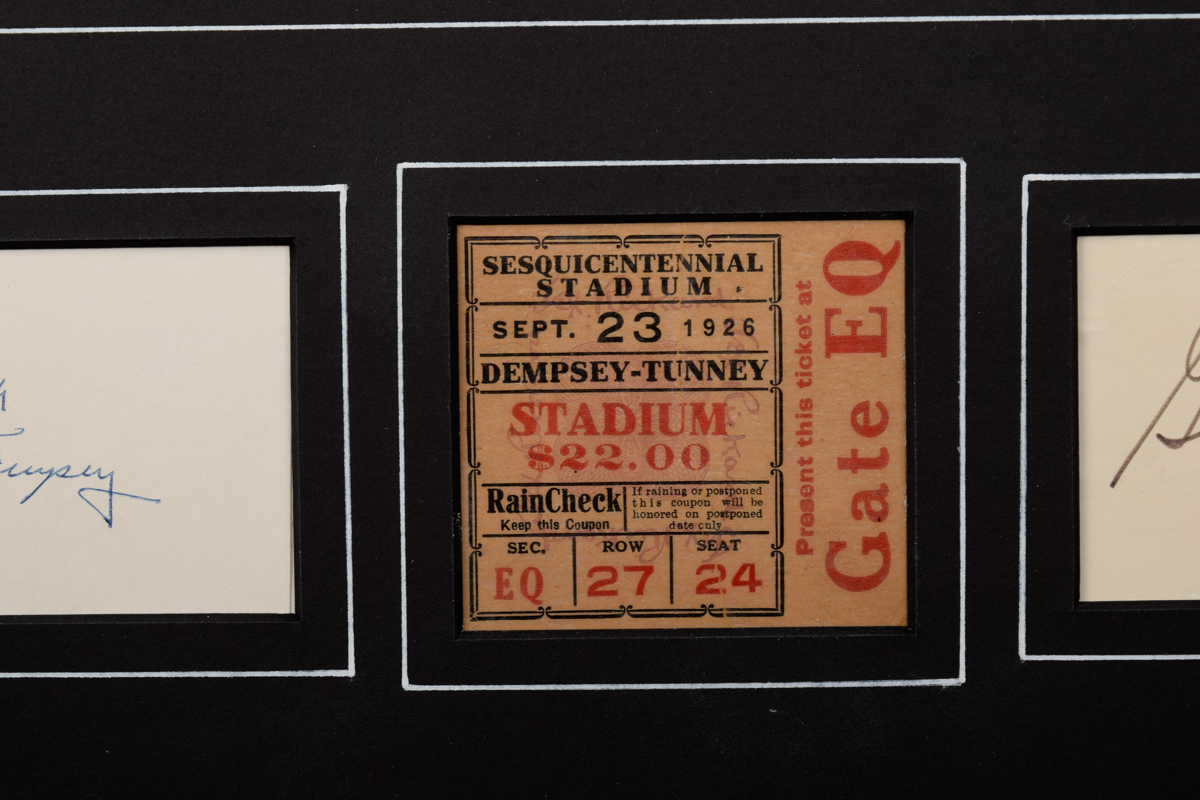 SESQUICENTENNIAL
STADIUM
SEPT. 23 1926
DEMPSEY-TUNNEY
STADIUM
$22.00
RainCheck
Keep this Coupon
If raining or postponed
this coupon will be
honored on postponed
date only
SEC. ROW SEAT
EQ 27 24
Present this ticket at
Gate EQ